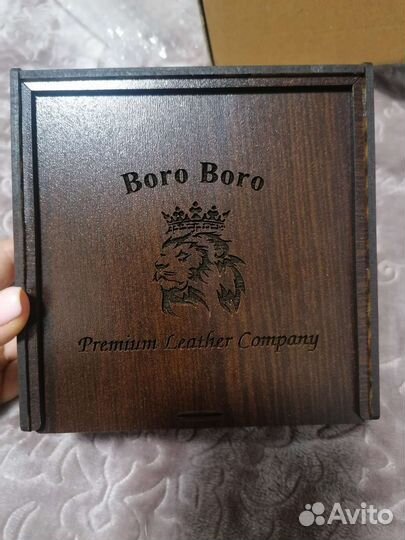 Boro Boro
Premium Leather Company
Avito